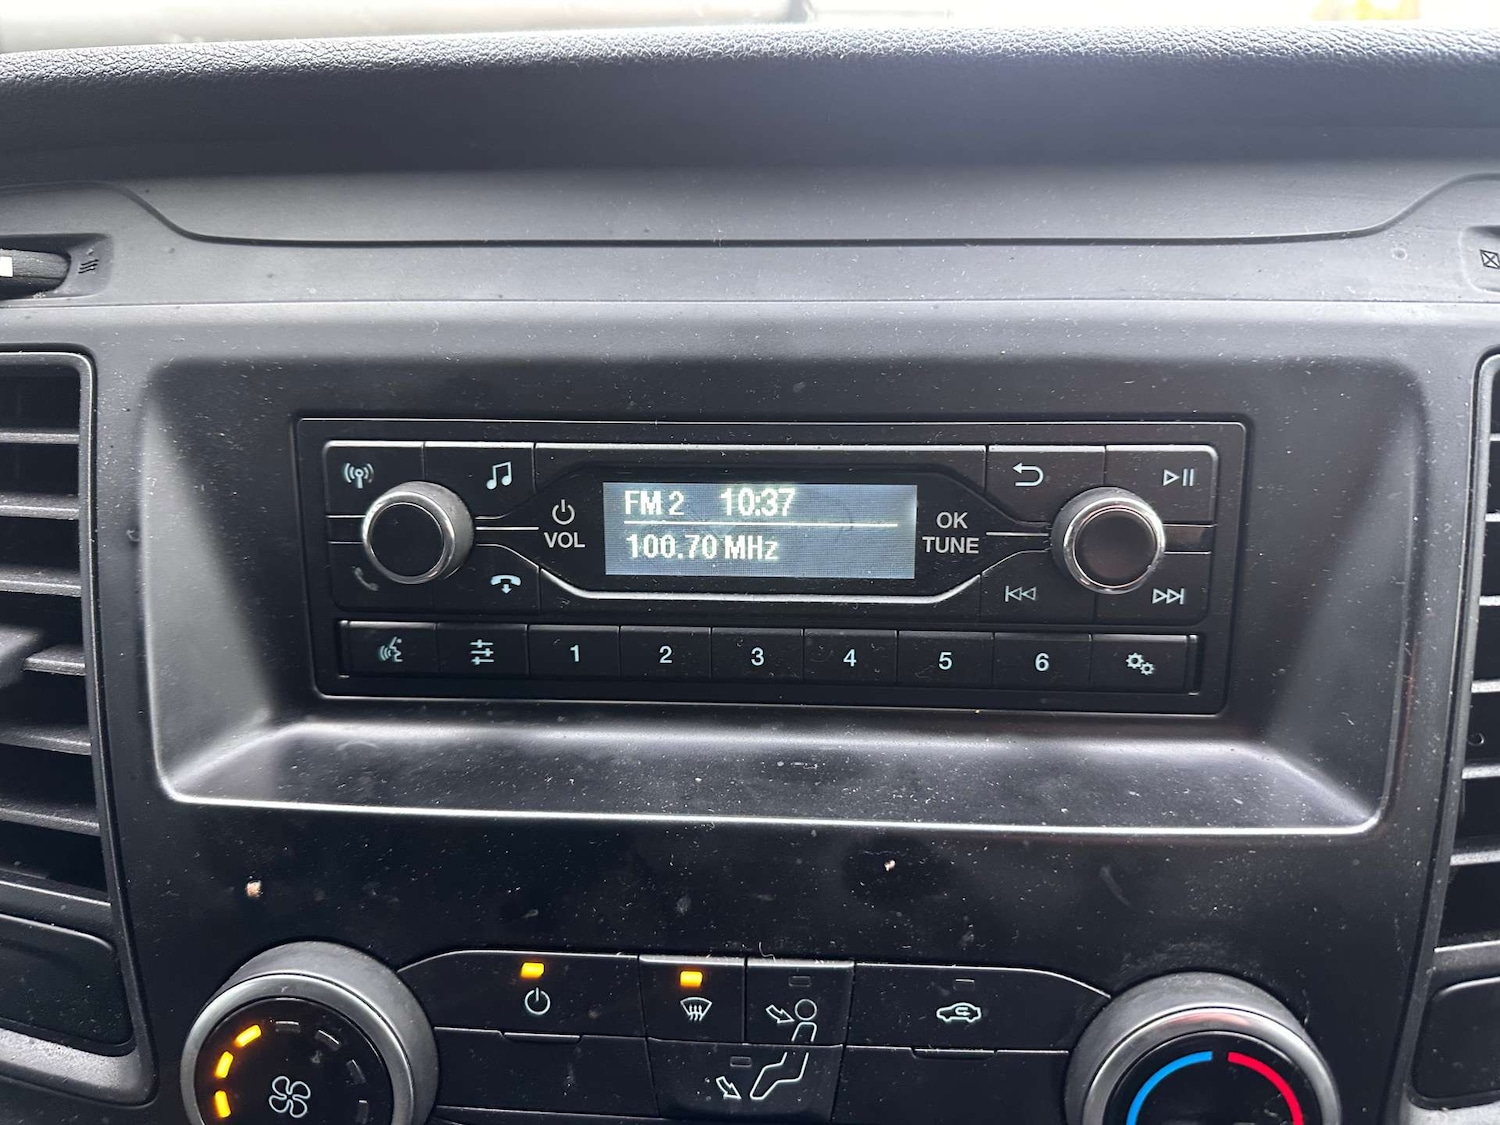 FM 2 10:37
100.70 MHz
VOL
OK
TUNE
1 2 3 4 5 6